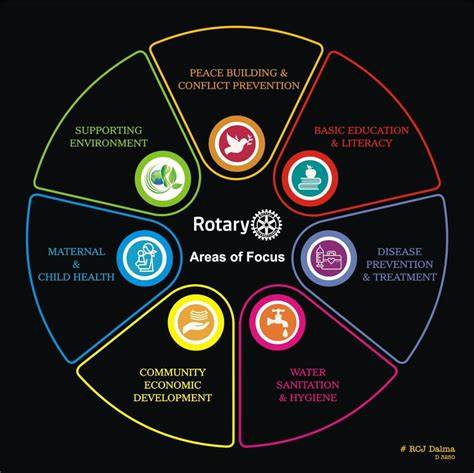 PEACE BUILDING &
CONFLICT PREVENTION
SUPPORTING
ENVIRONMENT
BASIC EDUCATION
& LITERACY
Rotary
Areas of Focus
MATERNAL
&
CHILD HEALTH
DISEASE
PREVENTION
& TREATMENT
COMMUNITY
ECONOMIC
DEVELOPMENT
WATER
SANITATION
& HYGIENE
# RCJ Dalma
D 3250